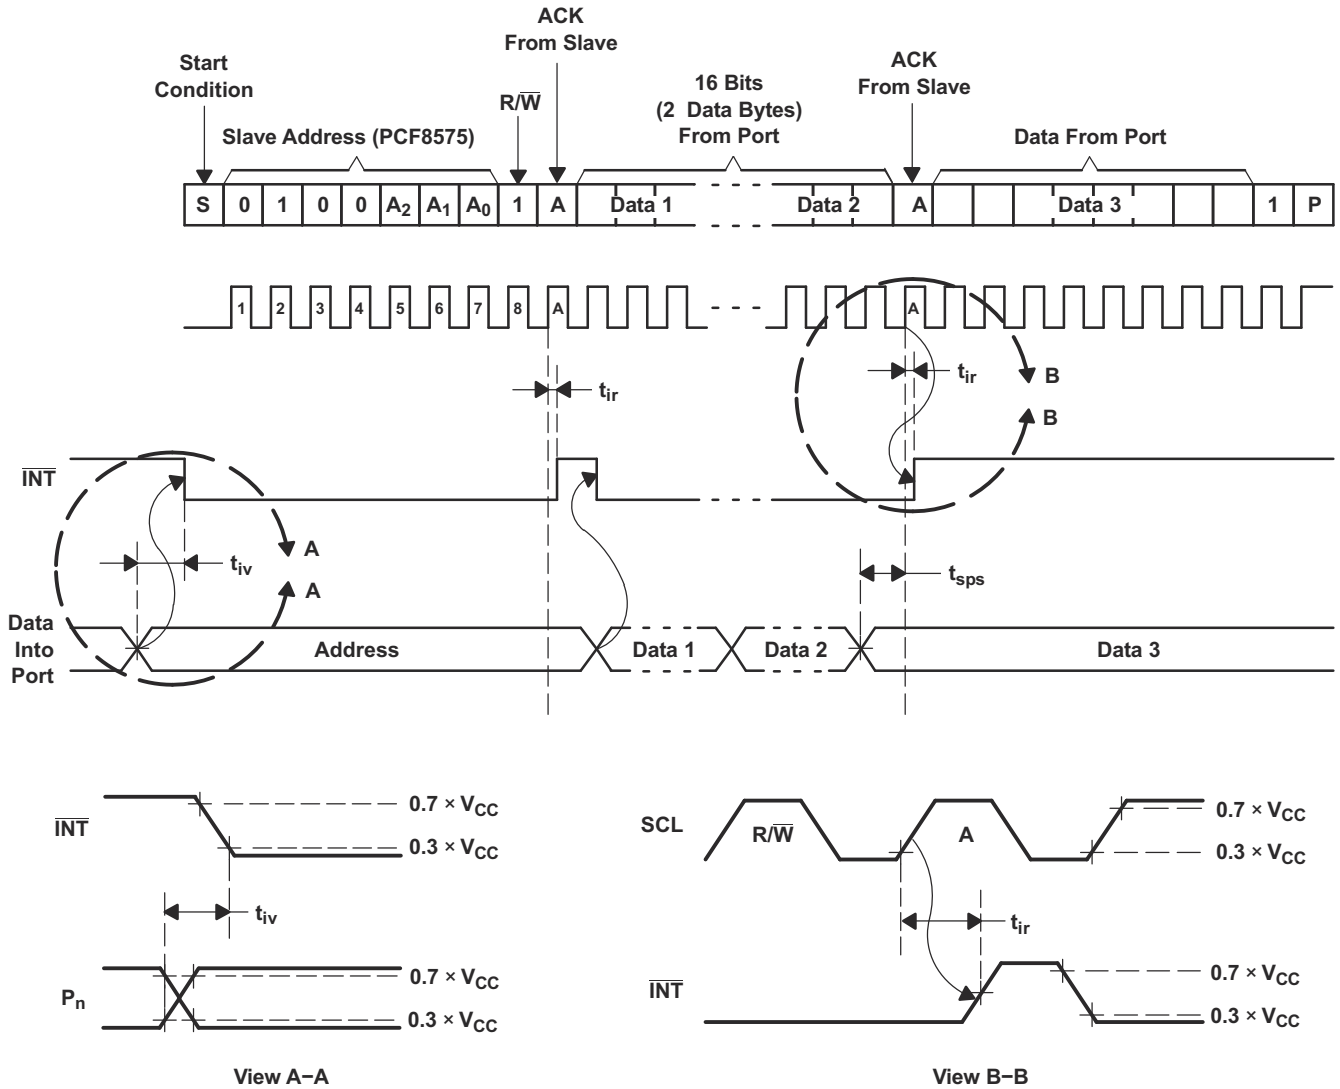 ACK
From Slave
Start
Condition
R/W̅
16 Bits
(2 Data Bytes)
From Port
ACK
From Slave
Slave Address (PCF8575)
Data From Port
S 0 1 0 0 A2 A1 A0 1 A Data 1 Data 2 A Data 3 1 P
1 2 3 4 5 6 7 8 A A
tir
tir
B
B
I̅N̅T̅
A
tiv
A
tsps
Data
Into
Port
Address
Data 1
Data 2
Data 3
I̅N̅T̅
0.7 × VCC
0.3 × VCC
tiv
Pn
0.7 × VCC
0.3 × VCC
View A–A
SCL
R/W̅
A
0.7 × VCC
0.3 × VCC
tir
I̅N̅T̅
0.7 × VCC
0.3 × VCC
View B–B